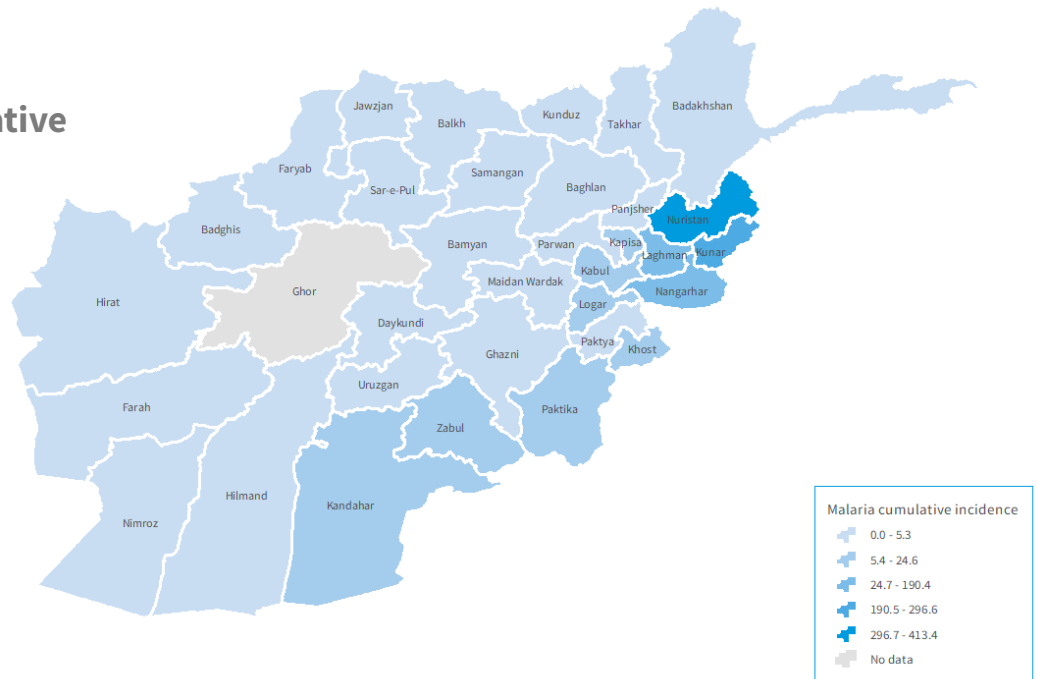 ative
Jawzjan
Balkh
Kunduz
Takhar
Badakhshan
Faryab
Sar-e-Pul
Samangan
Baghlan
Panjsher
Nuristan
Badghis
Bamyan
Parwan
Kapisa
Laghman
Kunar
Hirat
Ghor
Maidan Wardak
Kabul
Nangarhar
Logar
Daykundi
Ghazni
Paktya
Khost
Uruzgan
Farah
Zabul
Paktika
Nimroz
Hilmand
Kandahar
Malaria cumulative incidence
0.0 - 5.3
5.4 - 24.6
24.7 - 190.4
190.5 - 296.6
296.7 - 413.4
No data